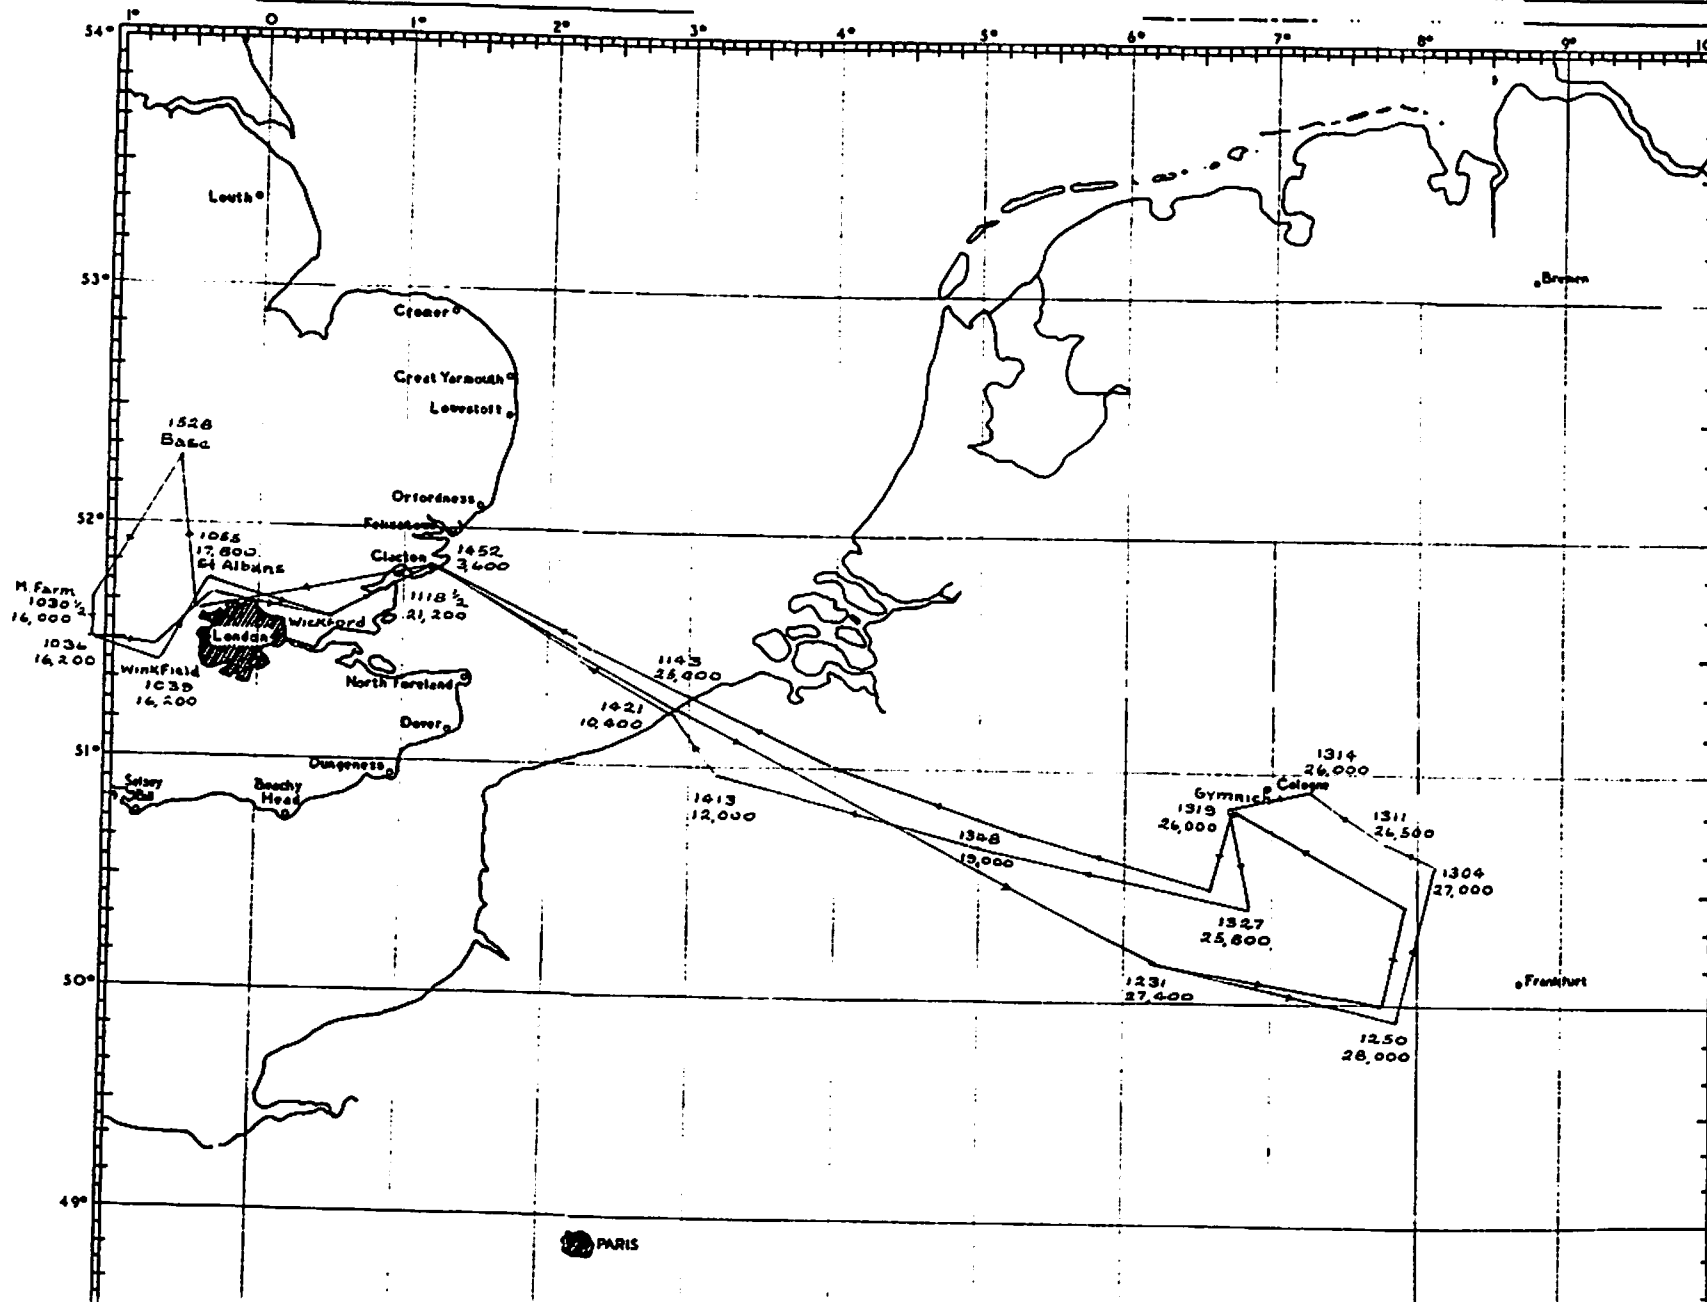 1° 0 1° 2° 3° 4° 5° 6° 7° 8° 9° 10
54°
Louth
53°
Bremen
Cromer
Great Yarmouth
Lowestoft
1528
Base
Orfordness
52°
Felixstowe
1055
17,800
St Albans
Clacton
1452
3,600
M. Farm
1030½
16,000
1118½
21,200
Wickford
London
1036
16,200
Winkfield
1039
16,200
North Foreland
1143
25,000
1421
10,400
Dover
51°
Dungeness
Selsey
Bill
Beachy
Head
1314
26,000
Cologne
Gymnich
1319
26,000
1413
12,000
1311
26,500
1348
19,000
1304
27,000
1327
25,800
50°
Frankfurt
1231
27,400
1250
28,000
49°
PARIS